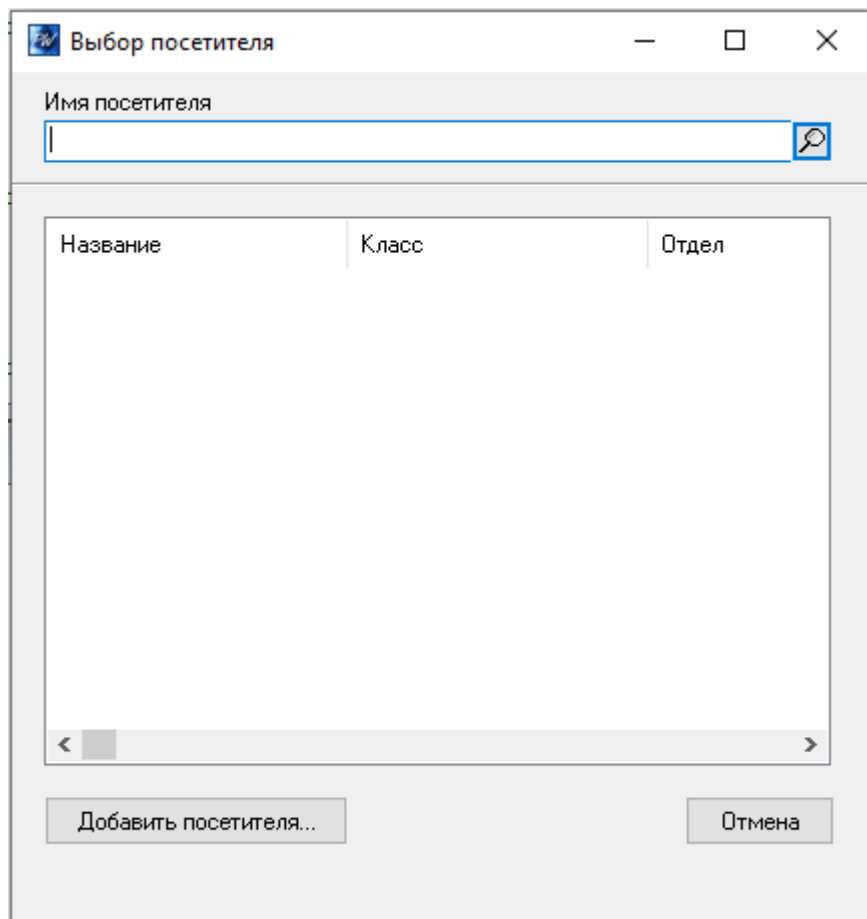 Выбор посетителя
Имя посетителя
Название Класс Отдел
Добавить посетителя... Отмена